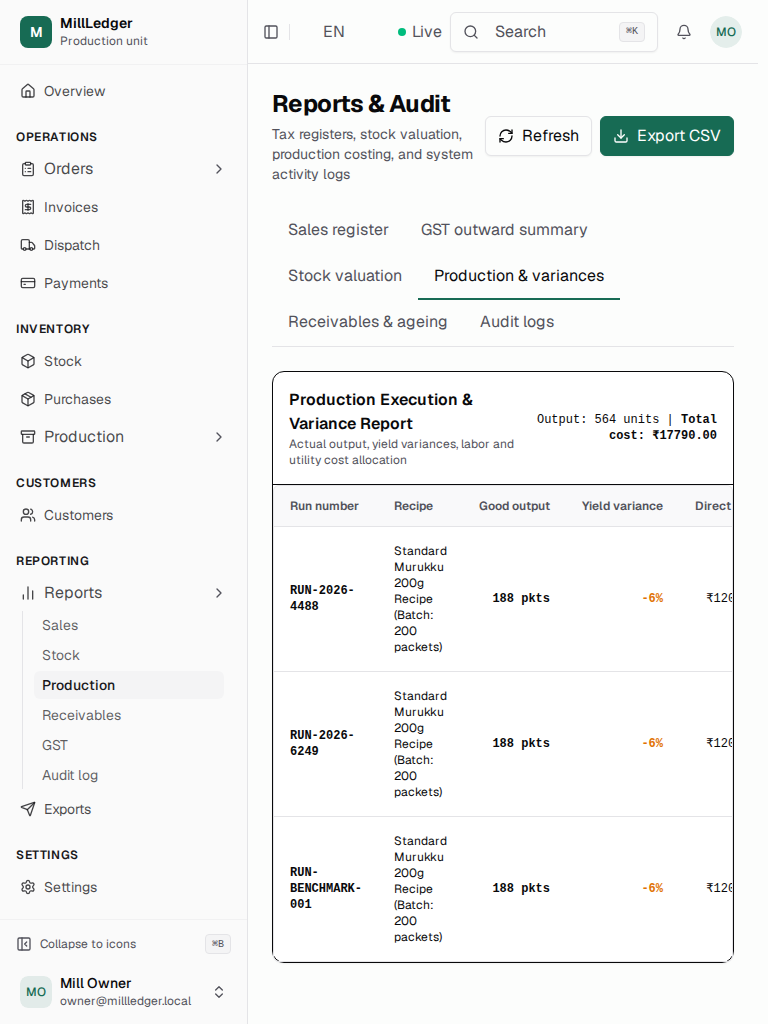 M
MillLedger
Production unit
Overview
OPERATIONS
Orders
Invoices
Dispatch
Payments
INVENTORY
Stock
Purchases
Production
CUSTOMERS
Customers
REPORTING
Reports
Sales
Stock
Production
Receivables
GST
Audit log
Exports
SETTINGS
Settings
Collapse to icons ⌘B
MO
Mill Owner
owner@millledger.local
EN
Live
Search ⌘K
MO
Reports & Audit
Tax registers, stock valuation,
production costing, and system
activity logs
Refresh
Export CSV
Sales register GST outward summary
Stock valuation Production & variances
Receivables & ageing Audit logs
Production Execution &
Variance Report
Actual output, yield variances, labor and
utility cost allocation
Output: 564 units | Total
cost: ₹17790.00
Run number Recipe Good output Yield variance Direct
RUN-2026-
4488
Standard
Murukku
200g
Recipe
(Batch:
200
packets)
188 pkts -6% ₹120
RUN-2026-
6249
Standard
Murukku
200g
Recipe
(Batch:
200
packets)
188 pkts -6% ₹120
RUN-
BENCHMARK-
001
Standard
Murukku
200g
Recipe
(Batch:
200
packets)
188 pkts -6% ₹120